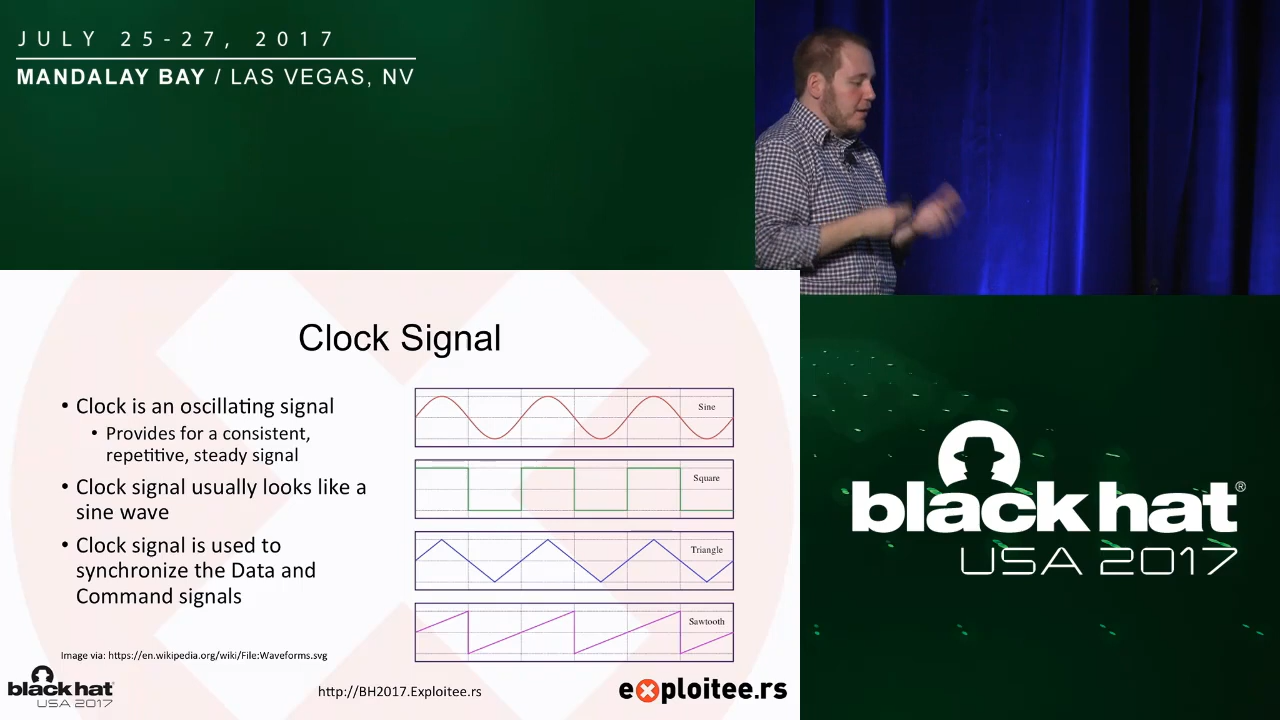 JULY 25-27, 2017
MANDALAY BAY / LAS VEGAS, NV
Clock Signal
• Clock is an oscillating signal
• Provides for a consistent,
repetitive, steady signal
• Clock signal usually looks like a
sine wave
• Clock signal is used to
synchronize the Data and
Command signals
Sine
Square
Triangle
Sawtooth
Image via: https://en.wikipedia.org/wiki/File:Waveforms.svg
black hat
USA 2017
http://BH2017.Exploitee.rs
exploitee.rs
black hat®
USA 2017